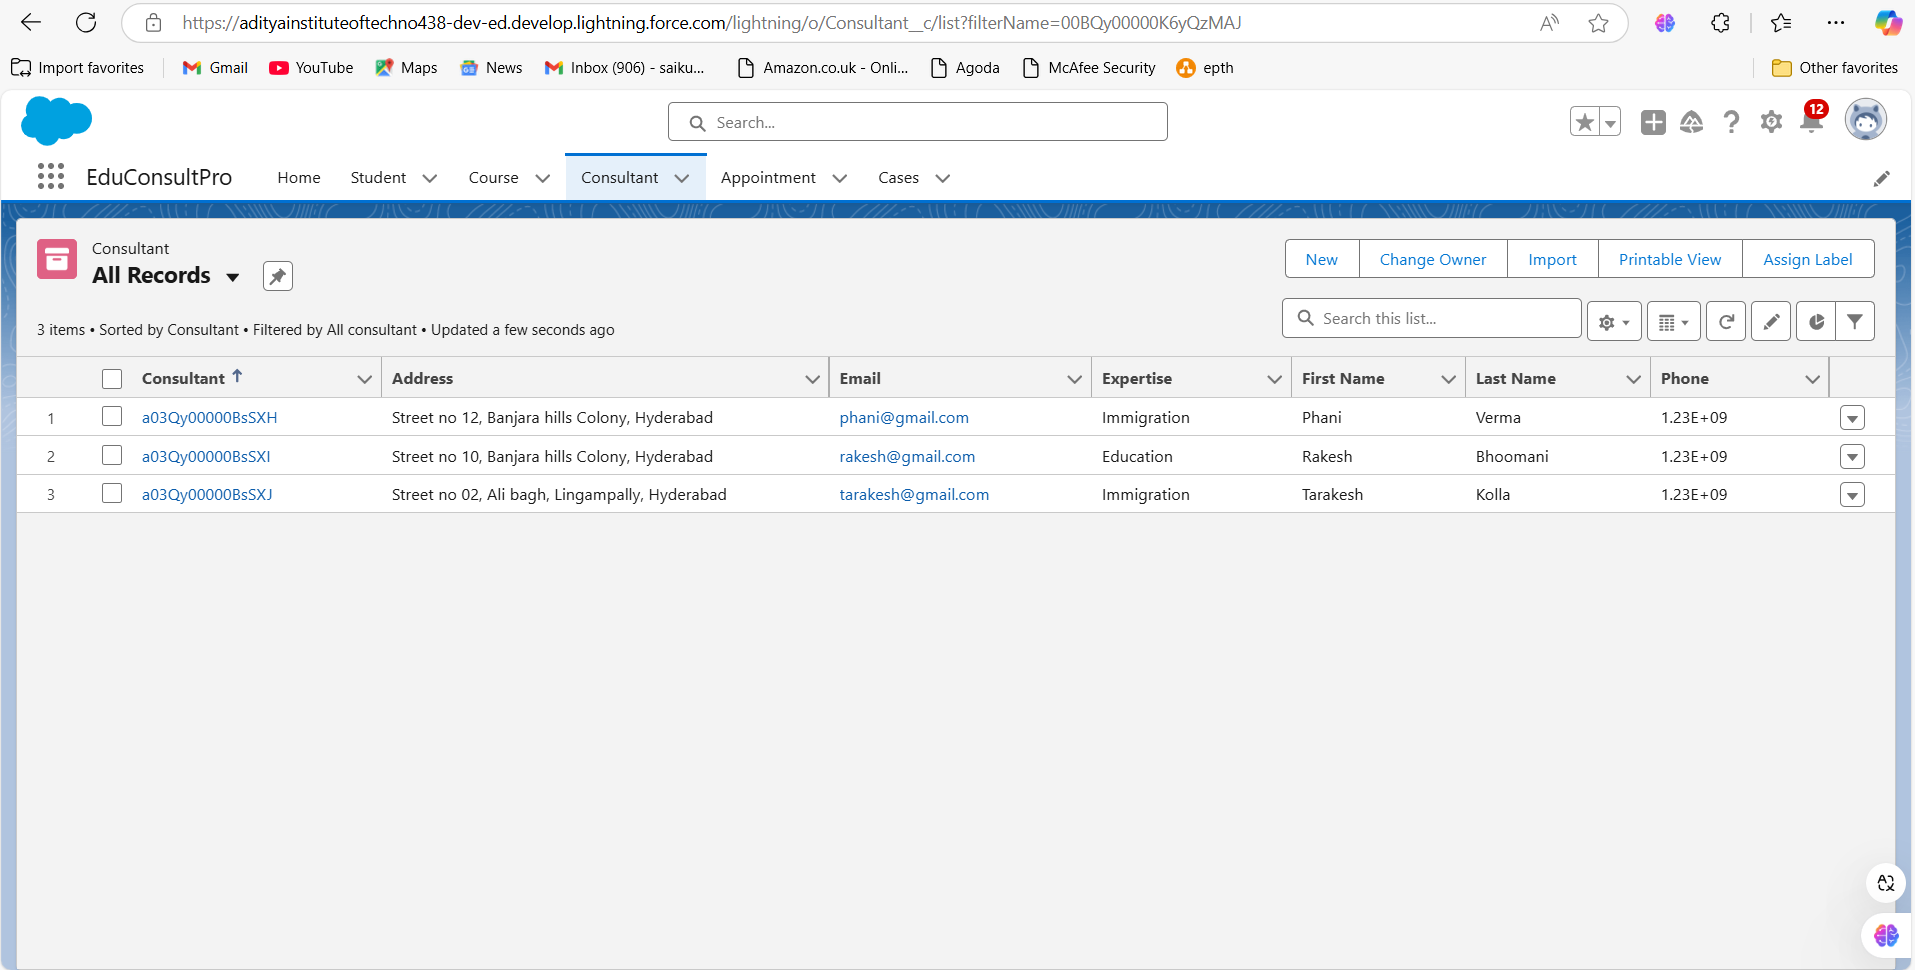 https://adityainstituteoftechno438-dev-ed.develop.lightning.force.com/lightning/o/Consultant__c/list?filterName=00BQy00000K6yQzMAJ
Import favorites Gmail YouTube Maps News Inbox (906) - saiku... Amazon.co.uk - Onli... Agoda McAfee Security epth Other favorites
Search... 12
EduConsultPro Home Student Course Consultant Appointment Cases
Consultant
All Records
New Change Owner Import Printable View Assign Label
3 items • Sorted by Consultant • Filtered by All consultant • Updated a few seconds ago
Search this list...
Consultant Address Email Expertise First Name Last Name Phone
1 a03Qy00000BsSXH Street no 12, Banjara hills Colony, Hyderabad phani@gmail.com Immigration Phani Verma 1.23E+09
2 a03Qy00000BsSXI Street no 10, Banjara hills Colony, Hyderabad rakesh@gmail.com Education Rakesh Bhoomani 1.23E+09
3 a03Qy00000BsSXJ Street no 02, Ali bagh, Lingampally, Hyderabad tarakesh@gmail.com Immigration Tarakesh Kolla 1.23E+09